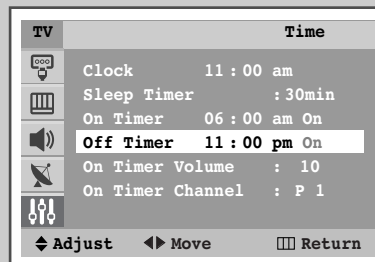 TV Time
Clock 11 : 00 am
Sleep Timer : 30min
On Timer 06 : 00 am On
Off Timer 11 : 00 pm On
On Timer Volume : 10
On Timer Channel : P 1
Adjust Move Return